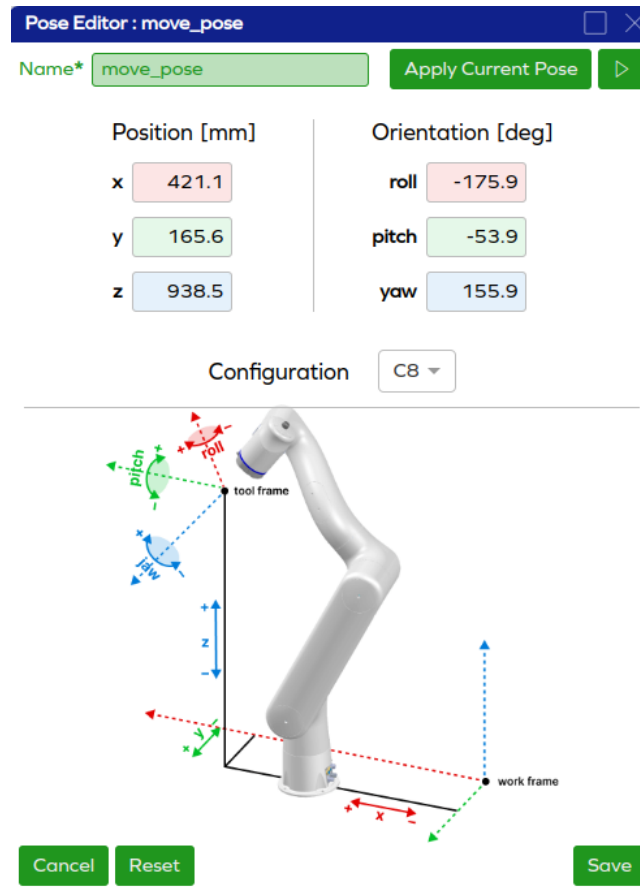 Pose Editor : move_pose
Name* move_pose Apply Current Pose
Position [mm] Orientation [deg]
x 421.1 roll -175.9
y 165.6 pitch -53.9
z 938.5 yaw 155.9
Configuration C8
+ roll -
pitch + -
tool frame
+ jaw -
+
z
-
+ y -
work frame
+ x -
Cancel Reset Save